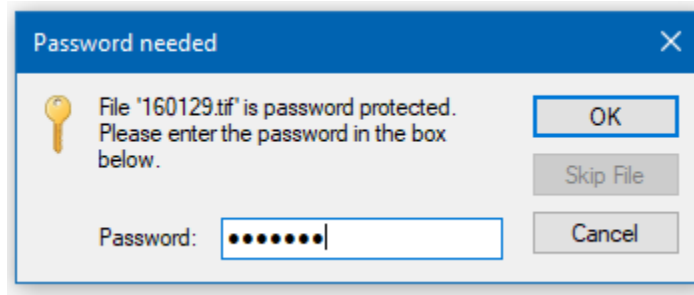 Password needed
File '160129.tif' is password protected.
Please enter the password in the box
below.
OK
Skip File
Password: ●●●●●●●
Cancel